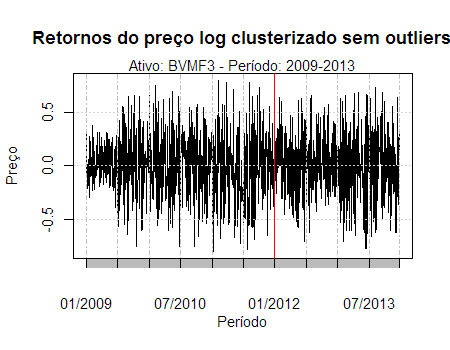 Retornos do preço log clusterizado sem outliers
Ativo: BVMF3 - Período: 2009-2013
Preço
0.5
0.0
-0.5
01/2009 07/2010 01/2012 07/2013
Período